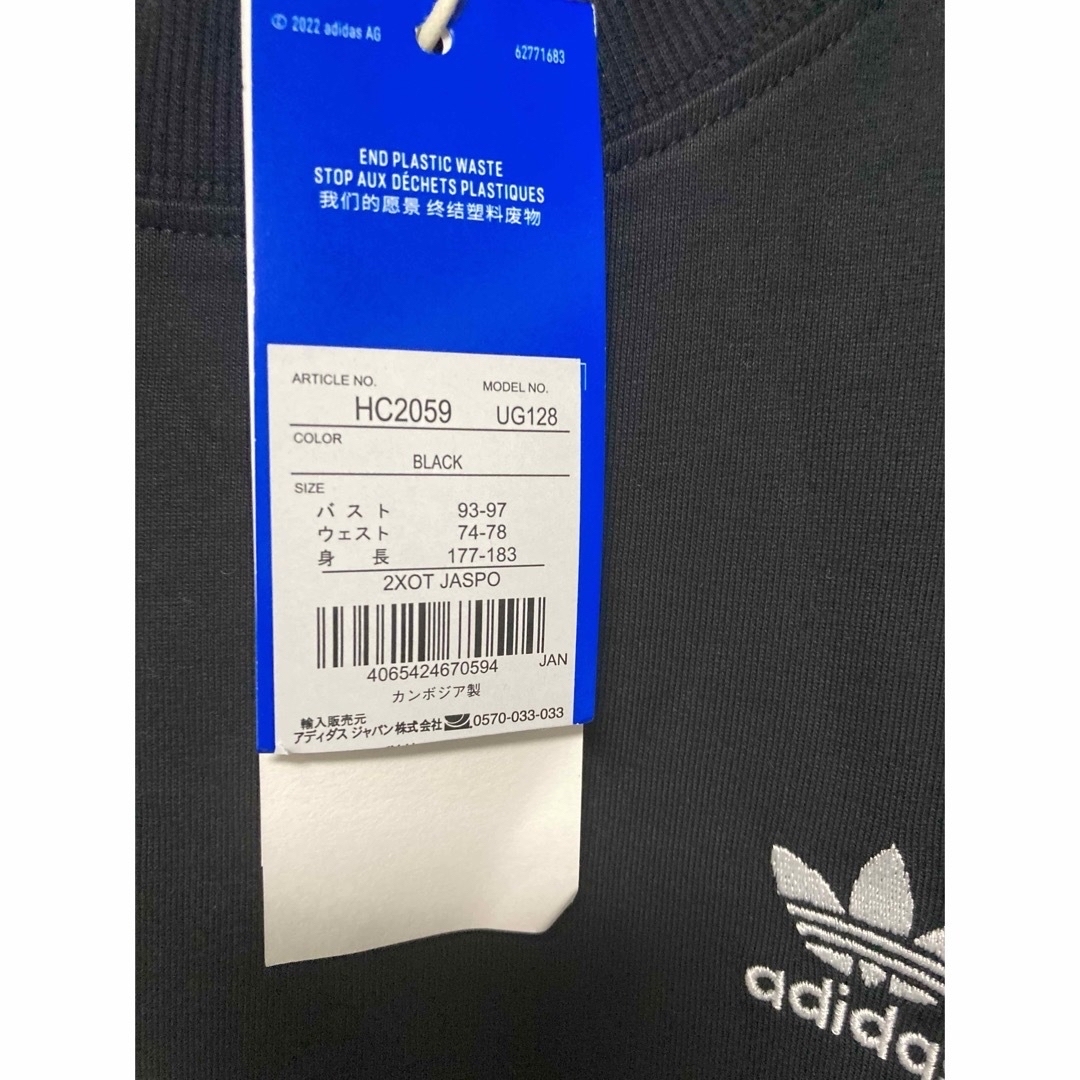 © 2022 adidas AG
62771683
END PLASTIC WASTE
STOP AUX DÉCHETS PLASTIQUES
我们的愿景 终结塑料废物
ARTICLE NO.
MODEL NO.
HC2059
UG128
COLOR
BLACK
SIZE
バスト 93-97
ウェスト 74-78
身長 177-183
2XOT JASPO
4065424670594 JAN
カンボジア製
輸入販売元
アディダス ジャパン株式会社 0570-033-033
adidas